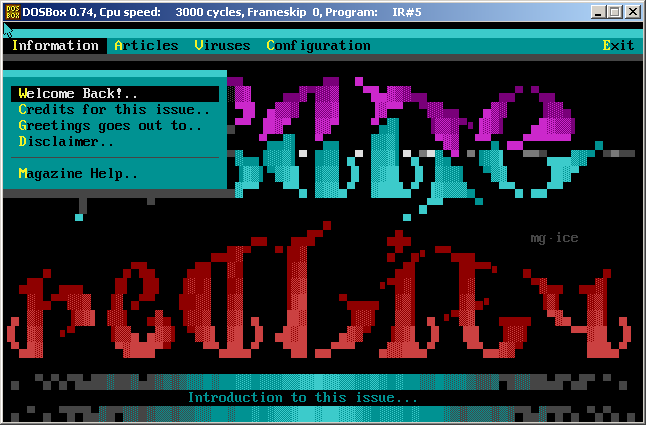 DOSBox 0.74, Cpu speed: 3000 cycles, Frameskip 0, Program: IR#5
Information Articles Viruses Configuration Exit
Welcome Back!..
Credits for this issue..
Greetings goes out to..
Disclaimer..
Magazine Help..
mg-ice
reality
Introduction to this issue...